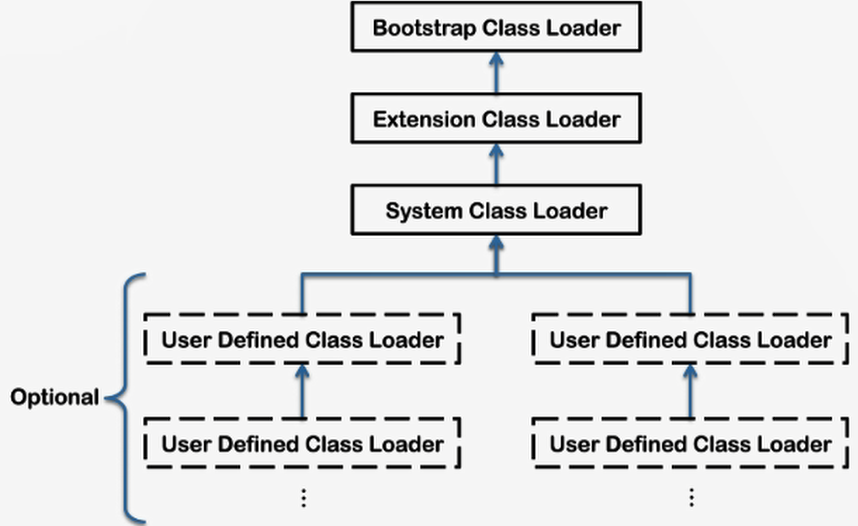 Bootstrap Class Loader
Extension Class Loader
System Class Loader
User Defined Class Loader
User Defined Class Loader
Optional
User Defined Class Loader
User Defined Class Loader